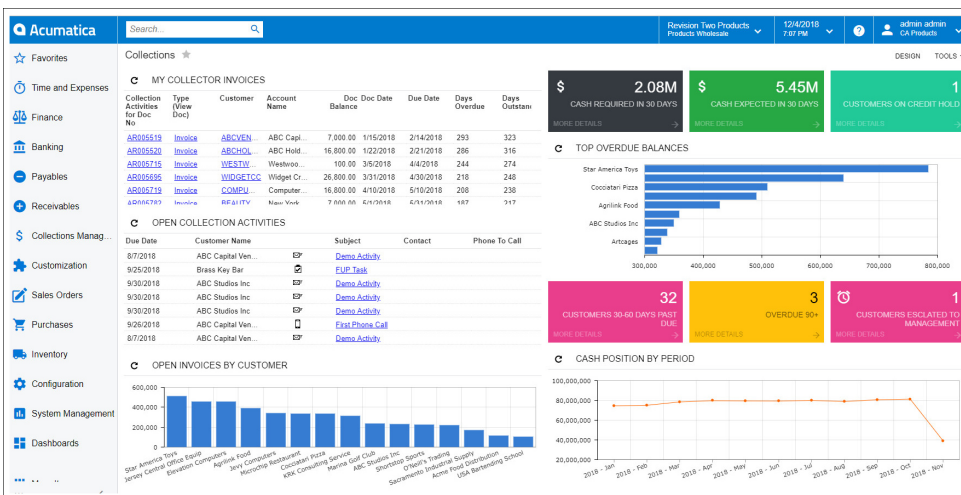 Acumatica
Search...
Revision Two Products
Products Wholesale
12/4/2018
7:07 PM
admin admin
CA Products
Favorites
Time and Expenses
Finance
Banking
Payables
Receivables
Collections Manag...
Customization
Sales Orders
Purchases
Inventory
Configuration
System Management
Dashboards
Collections
DESIGN TOOLS
MY COLLECTOR INVOICES
Collection Activities for Doc No Type (View Doc) Customer Account Name Doc Balance Doc Date Due Date Days Overdue Days Outstan
AR005519 Invoice ABCVEN... ABC Capi... 7,000.00 1/15/2018 2/14/2018 293 323
AR005520 Invoice ABCHOL... ABC Hold... 16,800.00 1/22/2018 2/21/2018 286 316
AR005715 Invoice WESTW... Westwoo... 100.00 3/5/2018 4/4/2018 244 274
AR005695 Invoice WIDGETCC Widget Cr... 26,800.00 3/31/2018 4/30/2018 218 248
AR005719 Invoice COMPU... Computer... 16,800.00 4/10/2018 5/10/2018 208 238
AR005782 Invoice BEAUTY New York 7,000.00 5/1/2018 5/31/2018 187 217
OPEN COLLECTION ACTIVITIES
Due Date Customer Name Subject Contact Phone To Call
8/7/2018 ABC Capital Ven... Demo Activity
9/25/2018 Brass Key Bar FUP Task
9/30/2018 ABC Studios Inc Demo Activity
9/30/2018 ABC Studios Inc Demo Activity
9/30/2018 ABC Studios Inc Demo Activity
9/26/2018 ABC Capital Ven... First Phone Call
8/7/2018 ABC Capital Ven... Demo Activity
OPEN INVOICES BY CUSTOMER
600,000
400,000
200,000
0
Star America Toys
Jersey Central Office Equip
Elevation Computers
Agrilink Food
Jevy Computers
Microchip Restaurant
Cocciatari Pizza
KRK Consulting Service
Marina Golf Club
ABC Studios Inc
Shortstop Sports
O'Neil's Trading
Sacramento Industrial Supply
Acme Food Distribution
USA Bartending School
$ 2.08M
CASH REQUIRED IN 30 DAYS
MORE DETAILS
$ 5.45M
CASH EXPECTED IN 30 DAYS
MORE DETAILS
1
CUSTOMERS ON CREDIT HOLD
MORE DETAILS
TOP OVERDUE BALANCES
Star America Toys
Cocciatari Pizza
Agrilink Food
ABC Studios Inc
Artcages
300,000 400,000 500,000 600,000 700,000 800,000
32
CUSTOMERS 30-60 DAYS PAST DUE
MORE DETAILS
3
OVERDUE 90+
MORE DETAILS
1
CUSTOMERS ESCLATED TO MANAGEMENT
MORE DETAILS
CASH POSITION BY PERIOD
100,000,000
80,000,000
60,000,000
40,000,000
20,000,000
2018 - Jan 2018 - Feb 2018 - Mar 2018 - Apr 2018 - May 2018 - Jun 2018 - Jul 2018 - Aug 2018 - Sep 2018 - Oct 2018 - Nov